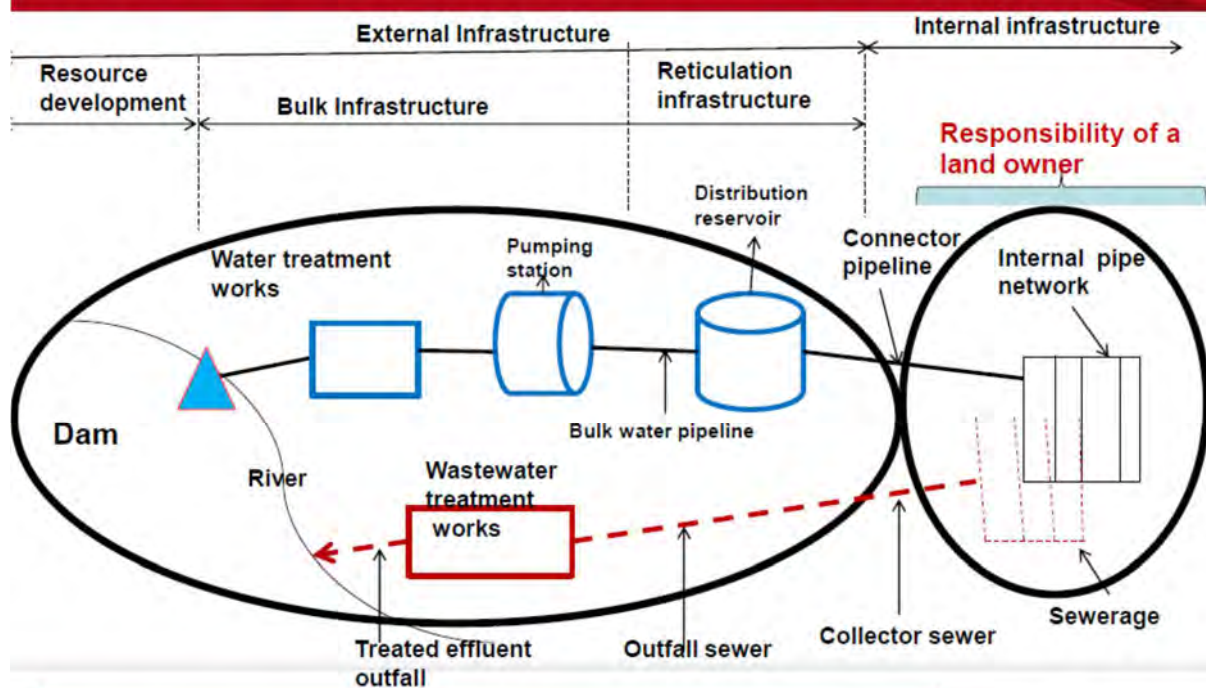 External Infrastructure
Internal infrastructure
Resource
development
Bulk Infrastructure
Reticulation
infrastructure
Responsibility of a
land owner
Distribution
reservoir
Water treatment
works
Pumping
station
Connector
pipeline
Internal pipe
network
Dam
Bulk water pipeline
River
Wastewater
treatment
works
Treated effluent
outfall
Outfall sewer
Collector sewer
Sewerage